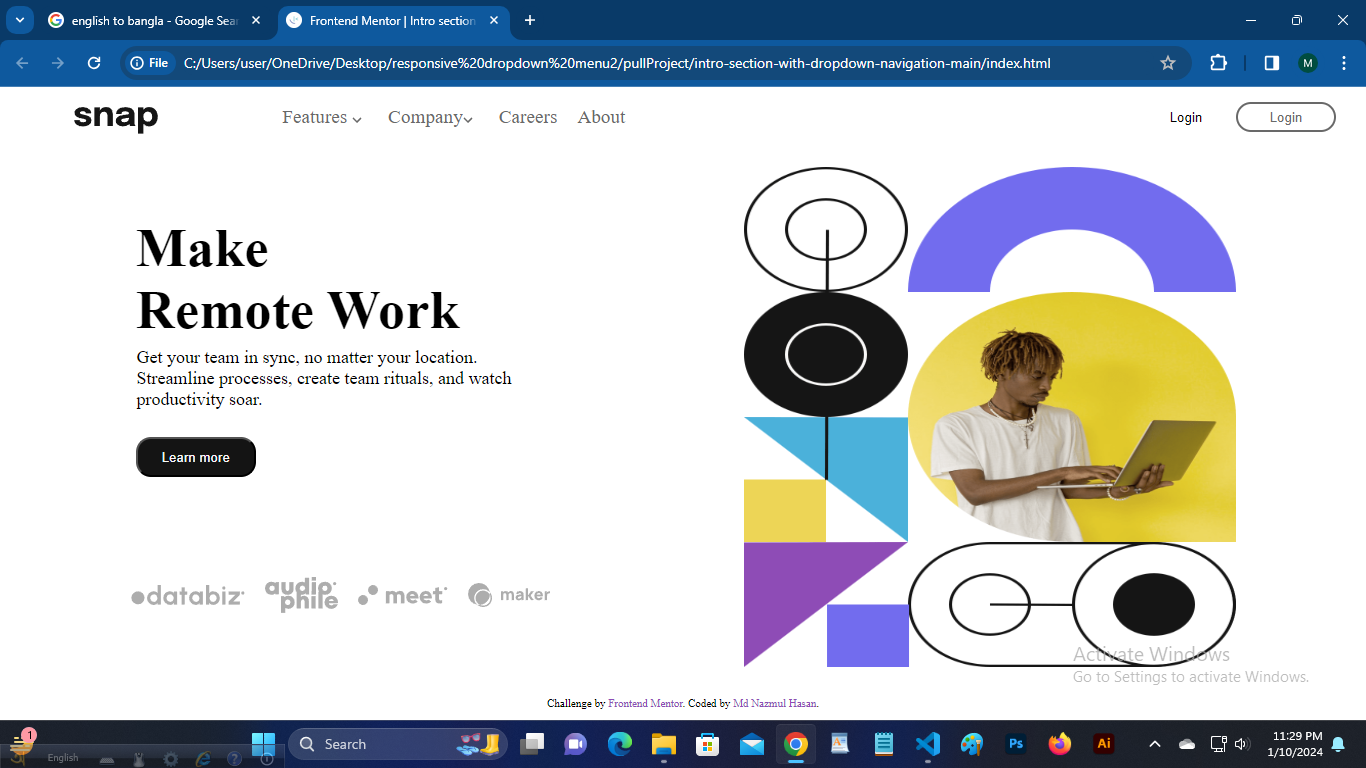 english to bangla - Google Sear
Frontend Mentor | Intro section
File
C:/Users/user/OneDrive/Desktop/responsive%20dropdown%20menu2/pullProject/intro-section-with-dropdown-navigation-main/index.html
M
snap
Features
Company
Careers
About
Login
Login
Make
Remote Work
Get your team in sync, no matter your location.
Streamline processes, create team rituals, and watch
productivity soar.
Learn more
databiz
audio
phile
meet
maker
Activate Windows
Go to Settings to activate Windows.
Challenge by Frontend Mentor. Coded by Md Nazmul Hasan.
1
অ
English
Search
Ps
Ai
11:29 PM
1/10/2024